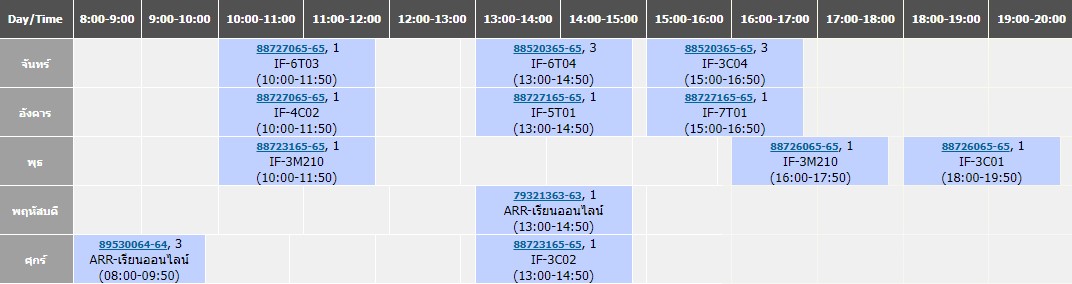 Day/Time 8:00-9:00 9:00-10:00 10:00-11:00 11:00-12:00 12:00-13:00 13:00-14:00 14:00-15:00 15:00-16:00 16:00-17:00 17:00-18:00 18:00-19:00 19:00-20:00
จันทร์
88727065-65, 1
IF-6T03
(10:00-11:50)
88520365-65, 3
IF-6T04
(13:00-14:50)
88520365-65, 3
IF-3C04
(15:00-16:50)
อังคาร
88727065-65, 1
IF-4C02
(10:00-11:50)
88727165-65, 1
IF-5T01
(13:00-14:50)
88727165-65, 1
IF-7T01
(15:00-16:50)
พุธ
88723165-65, 1
IF-3M210
(10:00-11:50)
88726065-65, 1
IF-3M210
(16:00-17:50)
88726065-65, 1
IF-3C01
(18:00-19:50)
พฤหัสบดี
79321363-63, 1
ARR-เรียนออนไลน์
(13:00-14:50)
ศุกร์
89530064-64, 3
ARR-เรียนออนไลน์
(08:00-09:50)
88723165-65, 1
IF-3C02
(13:00-14:50)